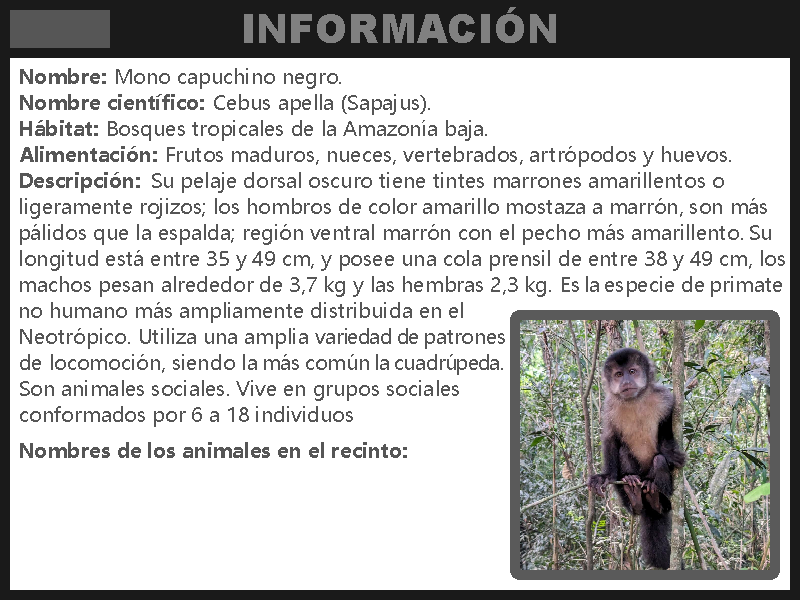 INFORMACIÓN
Nombre: Mono capuchino negro.
Nombre científico: Cebus apella (Sapajus).
Hábitat: Bosques tropicales de la Amazonía baja.
Alimentación: Frutos maduros, nueces, vertebrados, artrópodos y huevos.
Descripción: Su pelaje dorsal oscuro tiene tintes marrones amarillentos o
ligeramente rojizos; los hombros de color amarillo mostaza a marrón, son más
pálidos que la espalda; región ventral marrón con el pecho más amarillento. Su
longitud está entre 35 y 49 cm, y posee una cola prensil de entre 38 y 49 cm, los
machos pesan alrededor de 3,7 kg y las hembras 2,3 kg. Es la especie de primate
no humano más ampliamente distribuida en el
Neotrópico. Utiliza una amplia variedad de patrones
de locomoción, siendo la más común la cuadrúpeda.
Son animales sociales. Vive en grupos sociales
conformados por 6 a 18 individuos
Nombres de los animales en el recinto: